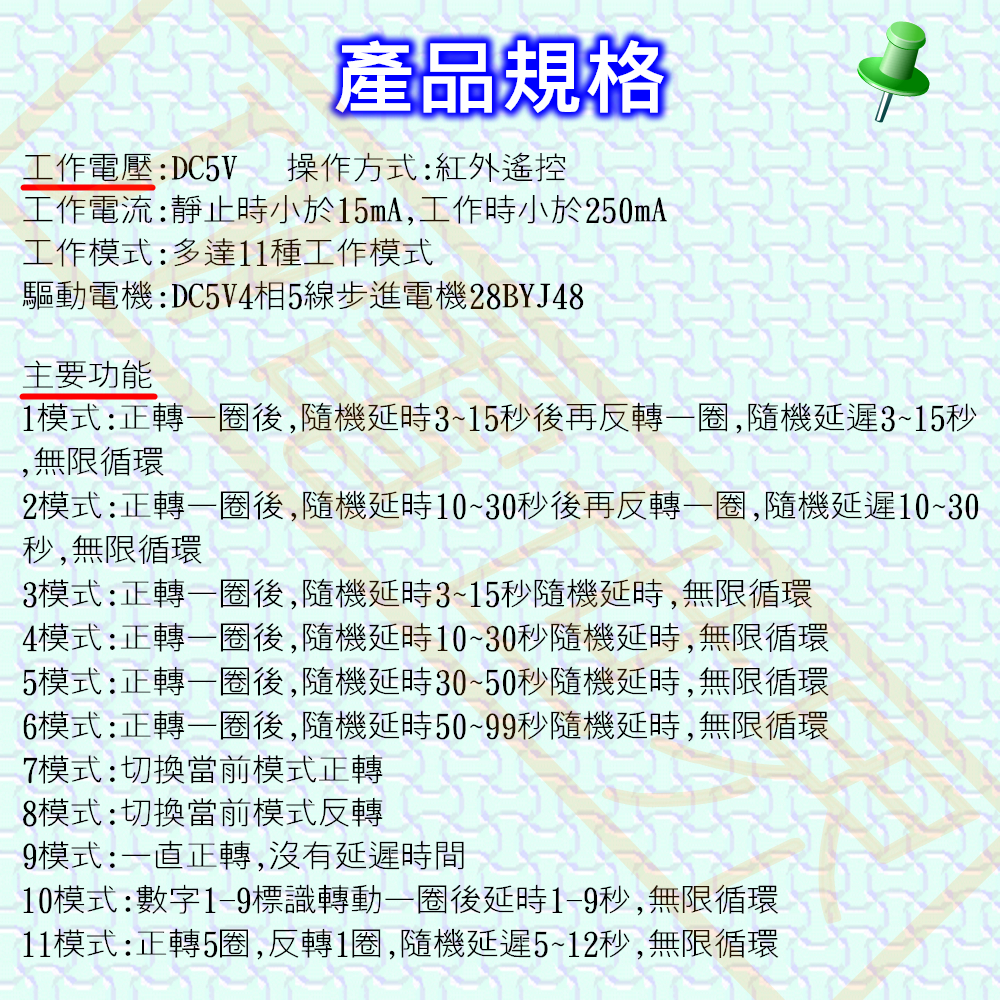 產品規格
工作電壓:DC5V 操作方式:紅外遙控
工作電流:靜止時小於15mA,工作時小於250mA
工作模式:多達11種工作模式
驅動電機:DC5V4相5線步進電機28BYJ48
主要功能
1模式:正轉一圈後,隨機延時3~15秒後再反轉一圈,隨機延遲3~15秒
,無限循環
2模式:正轉一圈後,隨機延時10~30秒後再反轉一圈,隨機延遲10~30
秒,無限循環
3模式:正轉一圈後,隨機延時3~15秒隨機延時,無限循環
4模式:正轉一圈後,隨機延時10~30秒隨機延時,無限循環
5模式:正轉一圈後,隨機延時30~50秒隨機延時,無限循環
6模式:正轉一圈後,隨機延時50~99秒隨機延時,無限循環
7模式:切換當前模式正轉
8模式:切換當前模式反轉
9模式:一直正轉,沒有延遲時間
10模式:數字1-9標識轉動一圈後延時1-9秒,無限循環
11模式:正轉5圈,反轉1圈,隨機延遲5~12秒,無限循環